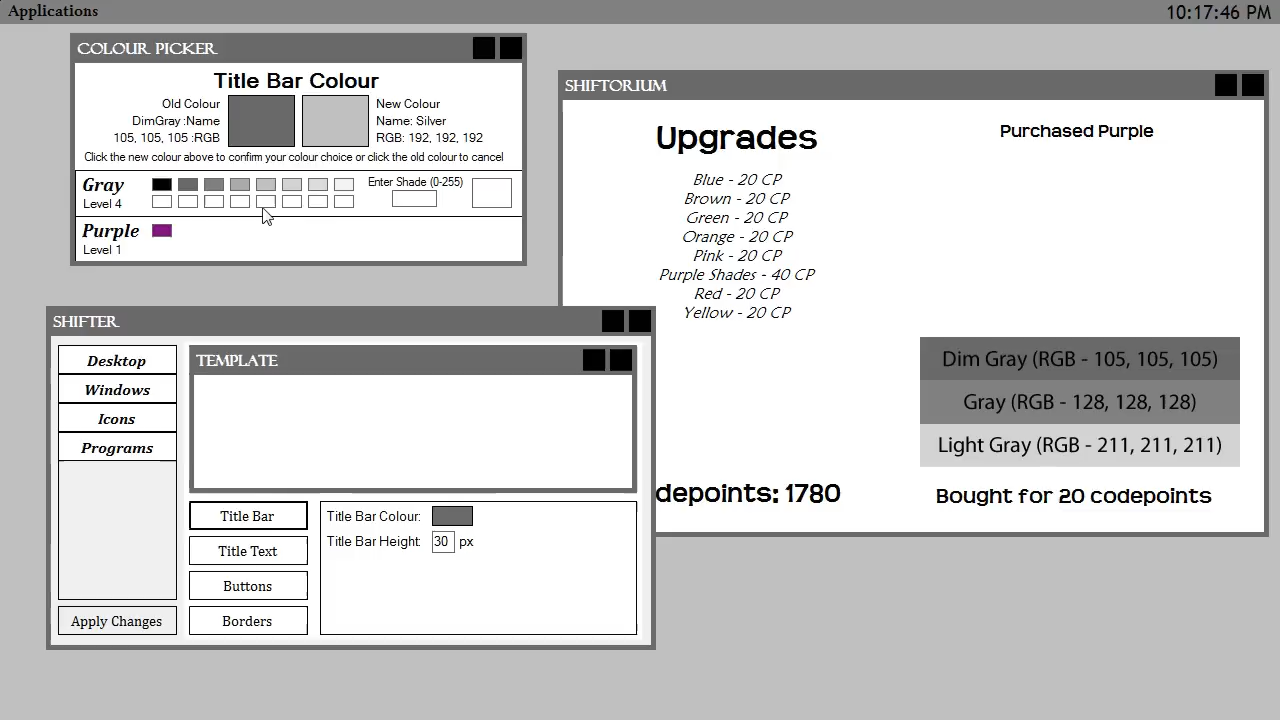 Applications
10:17:46 PM
COLOUR PICKER
Title Bar Colour
Old Colour
DimGray :Name
105, 105, 105 :RGB
New Colour
Name: Silver
RGB: 192, 192, 192
Click the new colour above to confirm your colour choice or click the old colour to cancel
Gray
Level 4
Enter Shade (0-255)
Purple
Level 1
SHIFTORIUM
Upgrades
Blue - 20 CP
Brown - 20 CP
Green - 20 CP
Orange - 20 CP
Pink - 20 CP
Purple Shades - 40 CP
Red - 20 CP
Yellow - 20 CP
depoints: 1780
Purchased Purple
Dim Gray (RGB - 105, 105, 105)
Gray (RGB - 128, 128, 128)
Light Gray (RGB - 211, 211, 211)
Bought for 20 codepoints
SHIFTER
Desktop
Windows
Icons
Programs
Apply Changes
TEMPLATE
Title Bar
Title Text
Buttons
Borders
Title Bar Colour:
Title Bar Height: 30 px